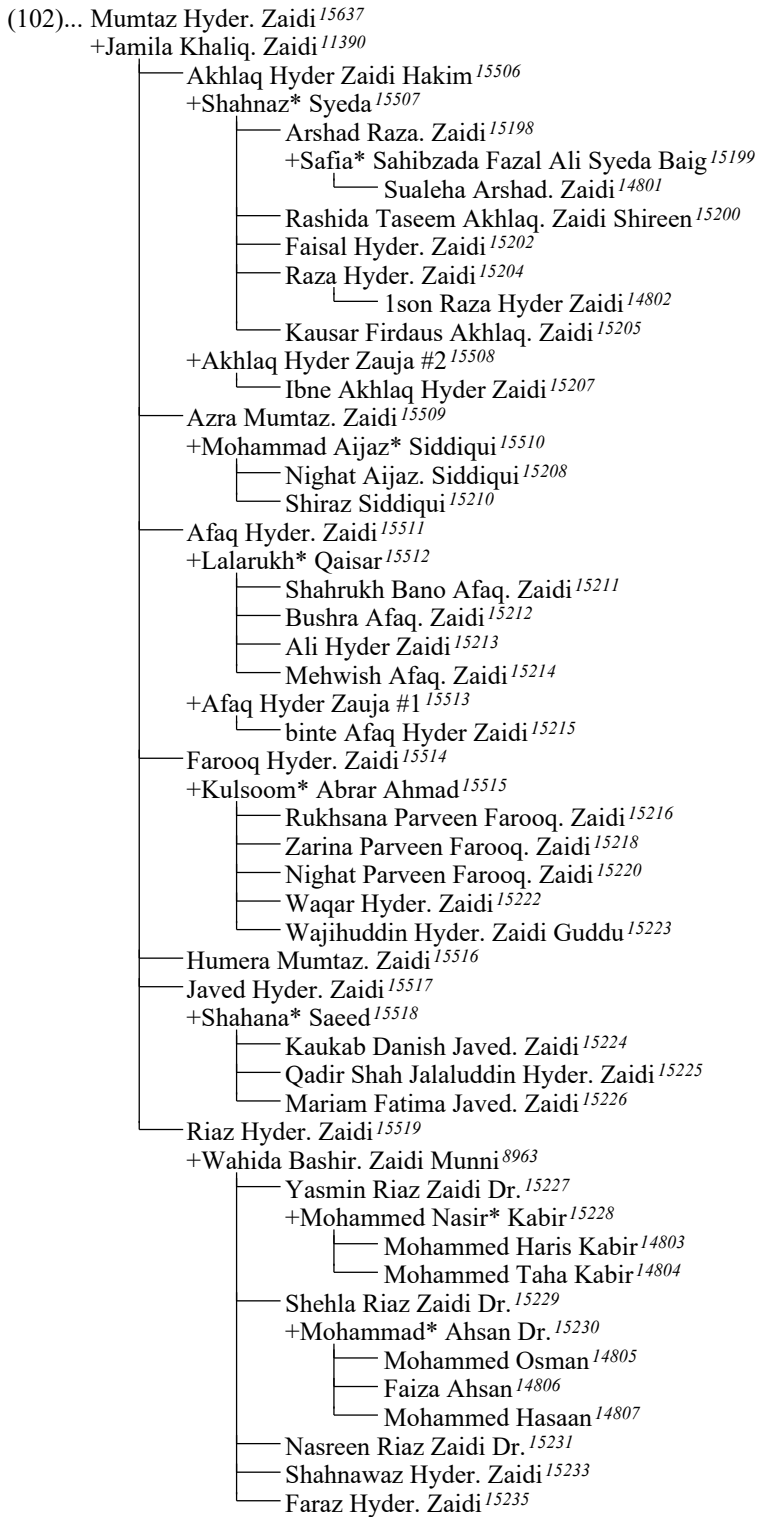 (102)... Mumtaz Hyder. Zaidi 15637
+Jamila Khaliq. Zaidi 11390
Akhlaq Hyder Zaidi Hakim 15506
+Shahnaz* Syeda 15507
Arshad Raza. Zaidi 15198
+Safia* Sahibzada Fazal Ali Syeda Baig 15199
Sualeha Arshad. Zaidi 14801
Rashida Taseem Akhlaq. Zaidi Shireen 15200
Faisal Hyder. Zaidi 15202
Raza Hyder. Zaidi 15204
1son Raza Hyder Zaidi 14802
Kausar Firdaus Akhlaq. Zaidi 15205
+Akhlaq Hyder Zauja #2 15508
Ibne Akhlaq Hyder Zaidi 15207
Azra Mumtaz. Zaidi 15509
+Mohammad Aijaz* Siddiqui 15510
Nighat Aijaz. Siddiqui 15208
Shiraz Siddiqui 15210
Afaq Hyder. Zaidi 15511
+Lalarukh* Qaisar 15512
Shahrukh Bano Afaq. Zaidi 15211
Bushra Afaq. Zaidi 15212
Ali Hyder Zaidi 15213
Mehwish Afaq. Zaidi 15214
+Afaq Hyder Zauja #1 15513
binte Afaq Hyder Zaidi 15215
Farooq Hyder. Zaidi 15514
+Kulsoom* Abrar Ahmad 15515
Rukhsana Parveen Farooq. Zaidi 15216
Zarina Parveen Farooq. Zaidi 15218
Nighat Parveen Farooq. Zaidi 15220
Waqar Hyder. Zaidi 15222
Wajihuddin Hyder. Zaidi Guddu 15223
Humera Mumtaz. Zaidi 15516
Javed Hyder. Zaidi 15517
+Shahana* Saeed 15518
Kaukab Danish Javed. Zaidi 15224
Qadir Shah Jalaluddin Hyder. Zaidi 15225
Mariam Fatima Javed. Zaidi 15226
Riaz Hyder. Zaidi 15519
+Wahida Bashir. Zaidi Munni 8963
Yasmin Riaz Zaidi Dr. 15227
+Mohammed Nasir* Kabir 15228
Mohammed Haris Kabir 14803
Mohammed Taha Kabir 14804
Shehla Riaz Zaidi Dr. 15229
+Mohammad* Ahsan Dr. 15230
Mohammed Osman 14805
Faiza Ahsan 14806
Mohammed Hasaan 14807
Nasreen Riaz Zaidi Dr. 15231
Shahnawaz Hyder. Zaidi 15233
Faraz Hyder. Zaidi 15235